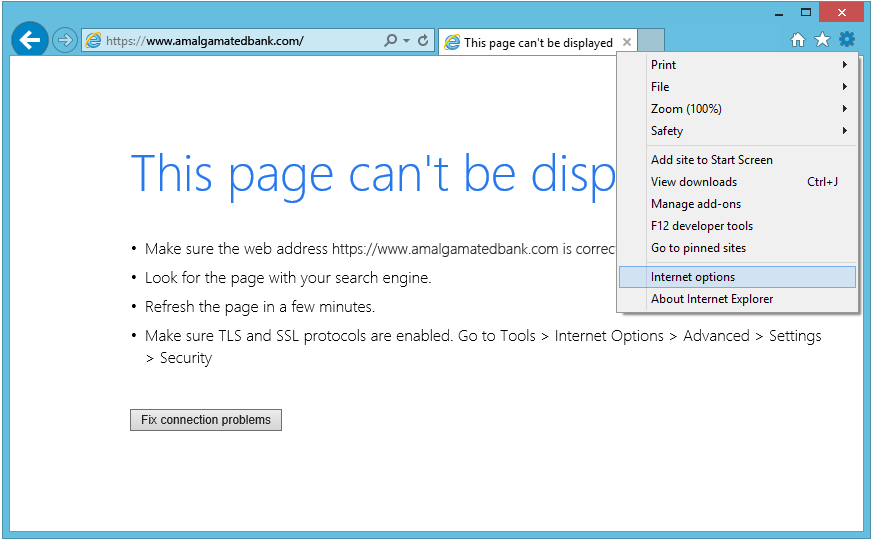 https://www.amalgamatedbank.com/
This page can't be displayed
Print
File
Zoom (100%)
Safety
Add site to Start Screen
View downloads Ctrl+J
Manage add-ons
F12 developer tools
Go to pinned sites
Internet options
About Internet Explorer
This page can't be disp
• Make sure the web address https://www.amalgamatedbank.com is correc
• Look for the page with your search engine.
• Refresh the page in a few minutes.
• Make sure TLS and SSL protocols are enabled. Go to Tools > Internet Options > Advanced > Settings
> Security
Fix connection problems